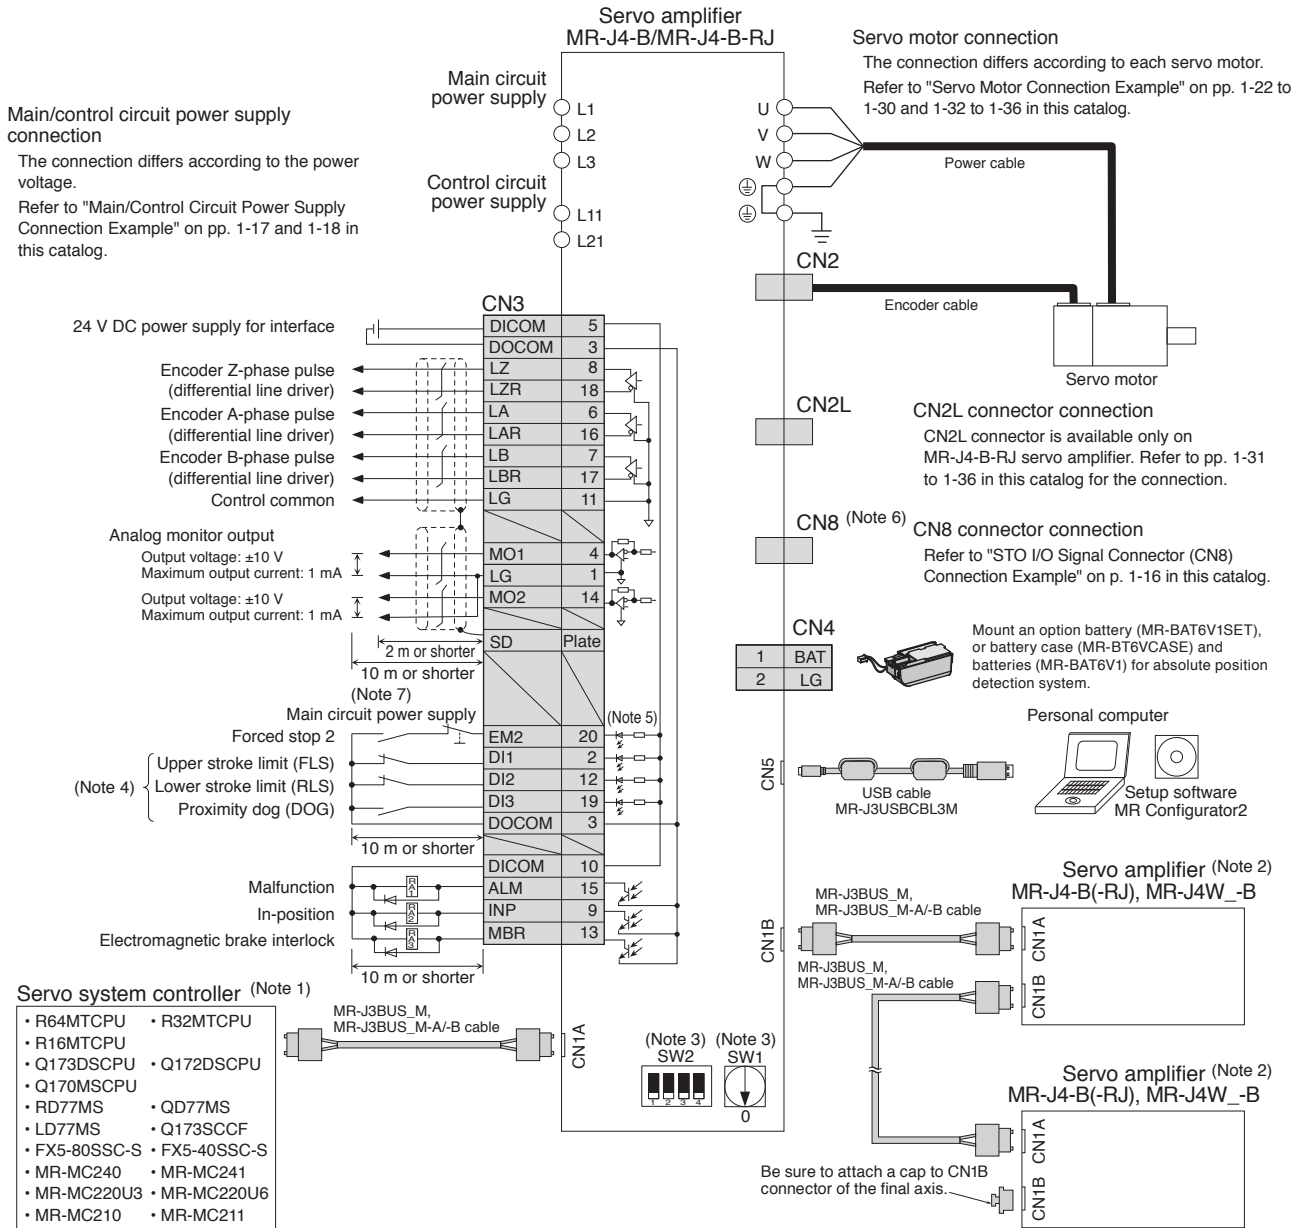 Servo amplifier
MR-J4-B/MR-J4-B-RJ
Main circuit
power supply
L1
L2
L3
Control circuit
power supply
L11
L21
Main/control circuit power supply
connection
The connection differs according to the power
voltage.
Refer to "Main/Control Circuit Power Supply
Connection Example" on pp. 1-17 and 1-18 in
this catalog.
Servo motor connection
The connection differs according to each servo motor.
Refer to "Servo Motor Connection Example" on pp. 1-22 to
1-30 and 1-32 to 1-36 in this catalog.
U
V
W
Power cable
CN2
Encoder cable
Servo motor
CN3
24 V DC power supply for interface
DICOM 5
DOCOM 3
Encoder Z-phase pulse
(differential line driver)
LZ 8
LZR 18
Encoder A-phase pulse
(differential line driver)
LA 6
LAR 16
Encoder B-phase pulse
(differential line driver)
LB 7
LBR 17
Control common
LG 11
Analog monitor output
Output voltage: ±10 V
Maximum output current: 1 mA
Output voltage: ±10 V
Maximum output current: 1 mA
MO1 4
LG 1
MO2 14
SD Plate
2 m or shorter
10 m or shorter
(Note 7)
Main circuit power supply
(Note 5)
Forced stop 2
EM2 20
(Note 4)
Upper stroke limit (FLS)
DI1 2
Lower stroke limit (RLS)
DI2 12
Proximity dog (DOG)
DI3 19
DOCOM 3
10 m or shorter
DICOM 10
Malfunction
RA1
ALM 15
In-position
RA2
INP 9
Electromagnetic brake interlock
RA3
MBR 13
10 m or shorter
CN2L
CN2L connector connection
CN2L connector is available only on
MR-J4-B-RJ servo amplifier. Refer to pp. 1-31
to 1-36 in this catalog for the connection.
CN8 (Note 6)
CN8 connector connection
Refer to "STO I/O Signal Connector (CN8)
Connection Example" on p. 1-16 in this catalog.
CN4
1 BAT
2 LG
Mount an option battery (MR-BAT6V1SET),
or battery case (MR-BT6VCASE) and
batteries (MR-BAT6V1) for absolute position
detection system.
Personal computer
CN5
USB cable
MR-J3USBCBL3M
Setup software
MR Configurator2
Servo amplifier (Note 2)
MR-J4-B(-RJ), MR-J4W_-B
CN1B
MR-J3BUS_M,
MR-J3BUS_M-A/-B cable
CN1A
MR-J3BUS_M,
MR-J3BUS_M-A/-B cable
CN1B
Servo amplifier (Note 2)
MR-J4-B(-RJ), MR-J4W_-B
CN1A
Be sure to attach a cap to CN1B
connector of the final axis.
CN1B
Servo system controller (Note 1)
• R64MTCPU • R32MTCPU
• R16MTCPU
• Q173DSCPU • Q172DSCPU
• Q170MSCPU
• RD77MS • QD77MS
• LD77MS • Q173SCCF
• FX5-80SSC-S • FX5-40SSC-S
• MR-MC240 • MR-MC241
• MR-MC220U3 • MR-MC220U6
• MR-MC210 • MR-MC211
MR-J3BUS_M,
MR-J3BUS_M-A/-B cable
CN1A
(Note 3) (Note 3)
SW2 SW1
1 2 3 4
0